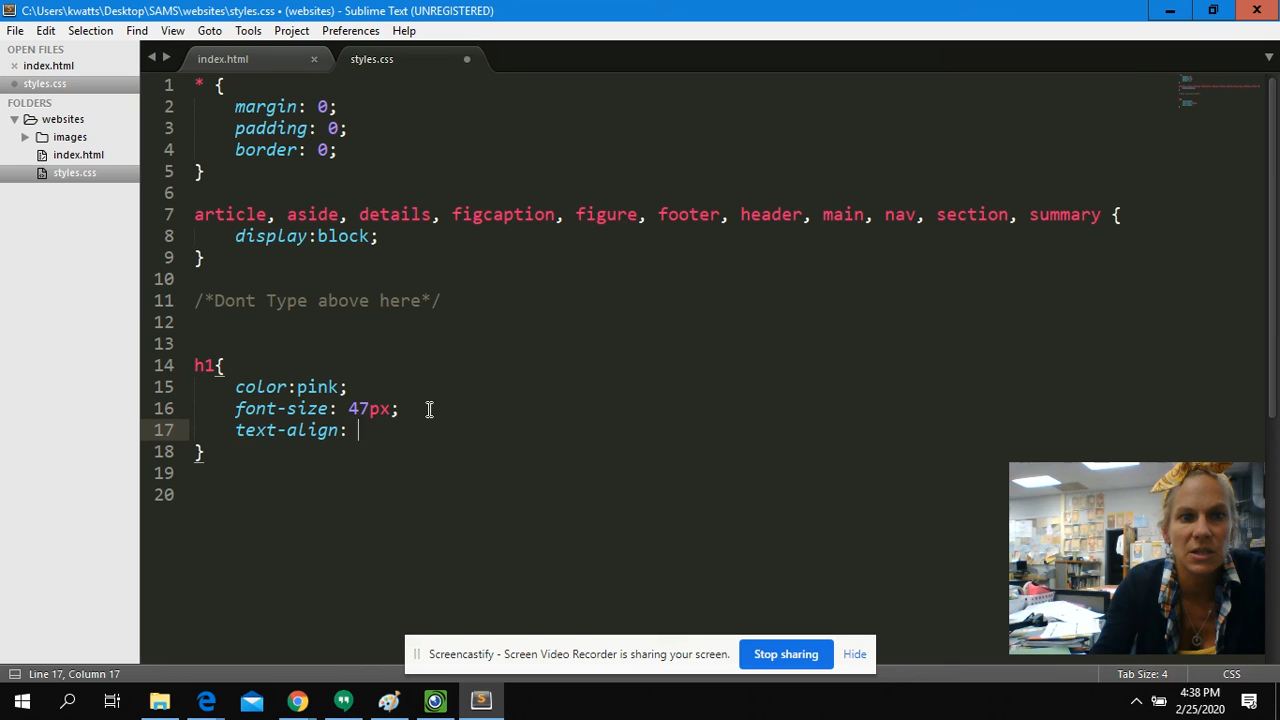 C:\Users\kwatts\Desktop\SAMS\websites\styles.css • (websites) - Sublime Text (UNREGISTERED)
File Edit Selection Find View Goto Tools Project Preferences Help
OPEN FILES
index.html
styles.css
FOLDERS
websites
images
index.html
styles.css
index.html
styles.css
1 * {
2 margin: 0;
3 padding: 0;
4 border: 0;
5 }
6
7 article, aside, details, figcaption, figure, footer, header, main, nav, section, summary {
8 display:block;
9 }
10
11 /*Dont Type above here*/
12
13
14 h1{
15 color:pink;
16 font-size: 47px;
17 text-align:
18 }
19
20
Screencastify - Screen Video Recorder is sharing your screen. Stop sharing Hide
Line 17, Column 17 Tab Size: 4 CSS
4:38 PM
2/25/2020